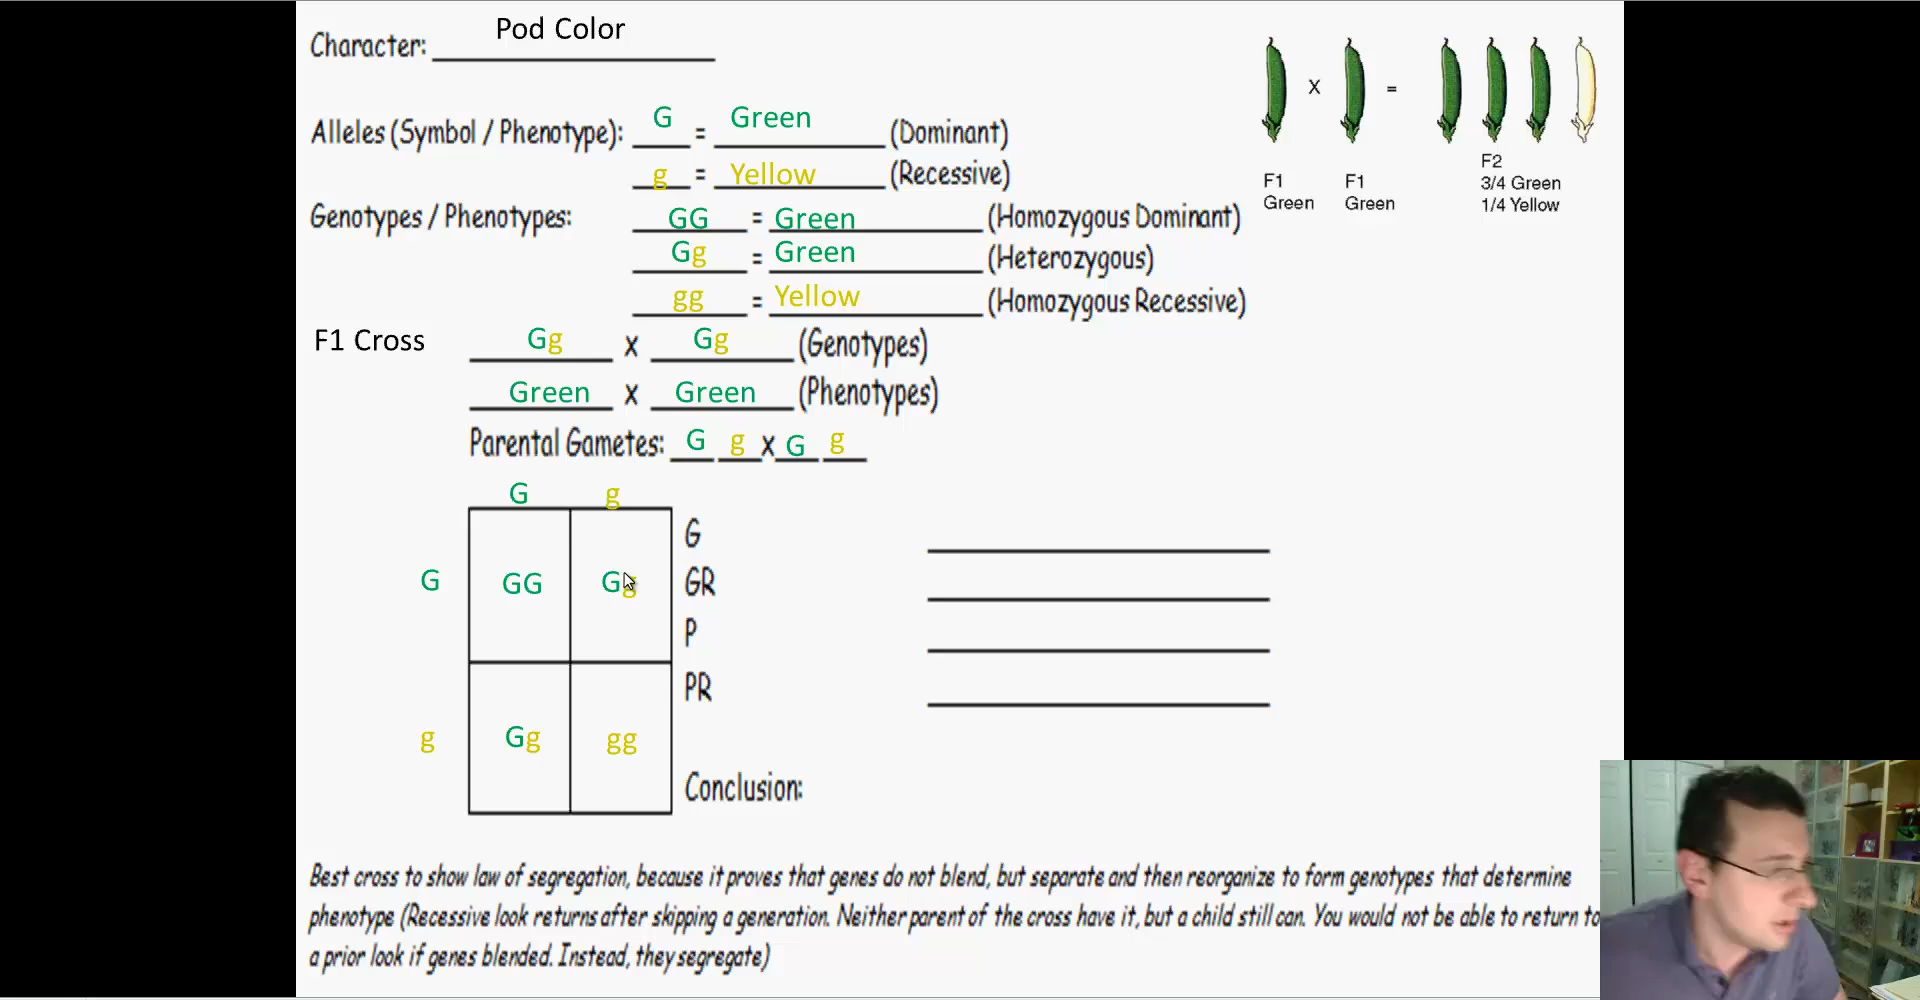 Character: Pod Color
Alleles (Symbol / Phenotype): G = Green (Dominant)
g = Yellow (Recessive)
Genotypes / Phenotypes: GG = Green (Homozygous Dominant)
Gg = Green (Heterozygous)
gg = Yellow (Homozygous Recessive)
X =
F1 Green
F1 Green
F2
3/4 Green
1/4 Yellow
F1 Cross Gg X Gg (Genotypes)
Green X Green (Phenotypes)
Parental Gametes: G g X G g
G g
G GG Gg
g Gg gg
G
GR
P
PR
Conclusion:
Best cross to show law of segregation, because it proves that genes do not blend, but separate and then reorganize to form genotypes that determine
phenotype (Recessive look returns after skipping a generation. Neither parent of the cross have it, but a child still can. You would not be able to return to
a prior look if genes blended. Instead, they segregate)